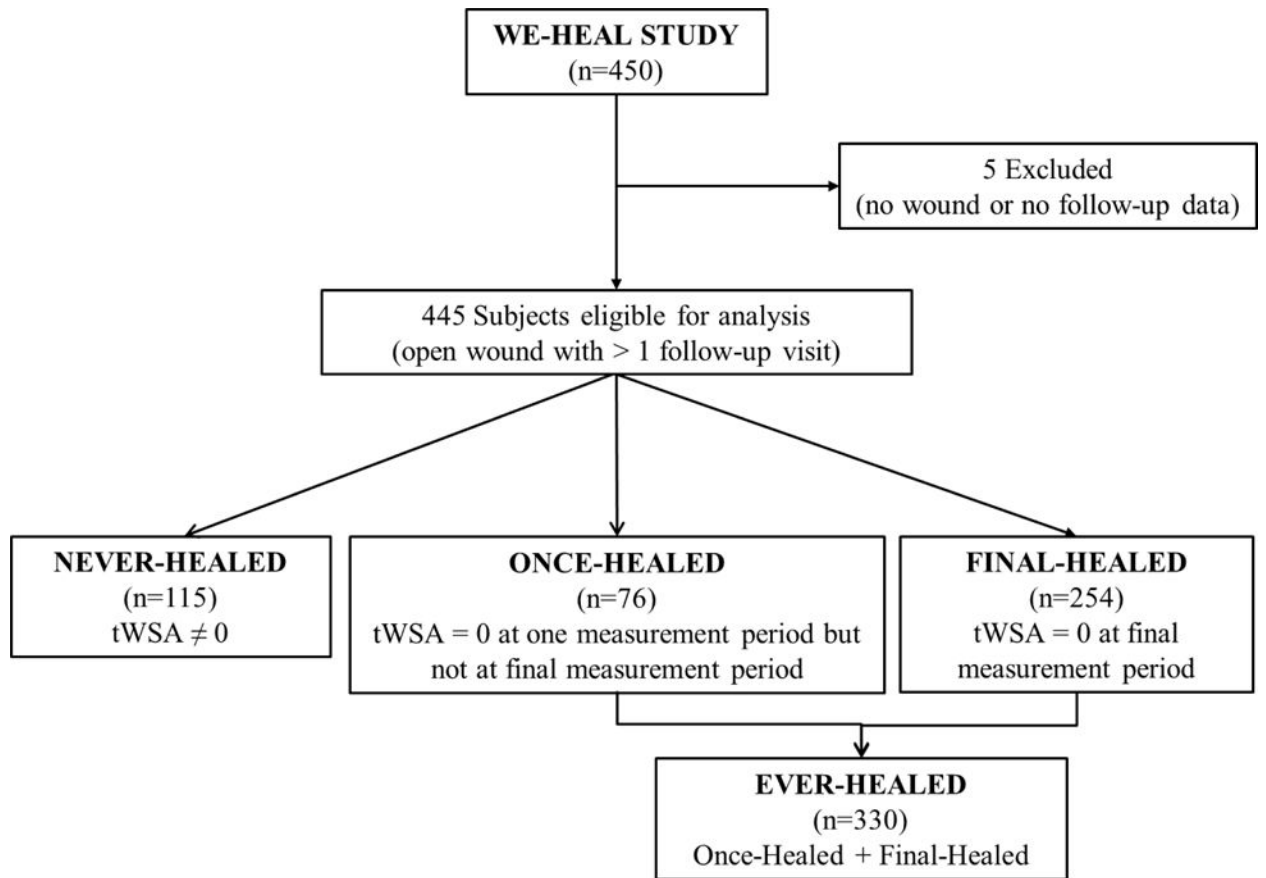 WE-HEAL STUDY
(n=450)
5 Excluded
(no wound or no follow-up data)
445 Subjects eligible for analysis
(open wound with > 1 follow-up visit)
NEVER-HEALED
(n=115)
tWSA ≠ 0
ONCE-HEALED
(n=76)
tWSA = 0 at one measurement period but
not at final measurement period
FINAL-HEALED
(n=254)
tWSA = 0 at final
measurement period
EVER-HEALED
(n=330)
Once-Healed + Final-Healed